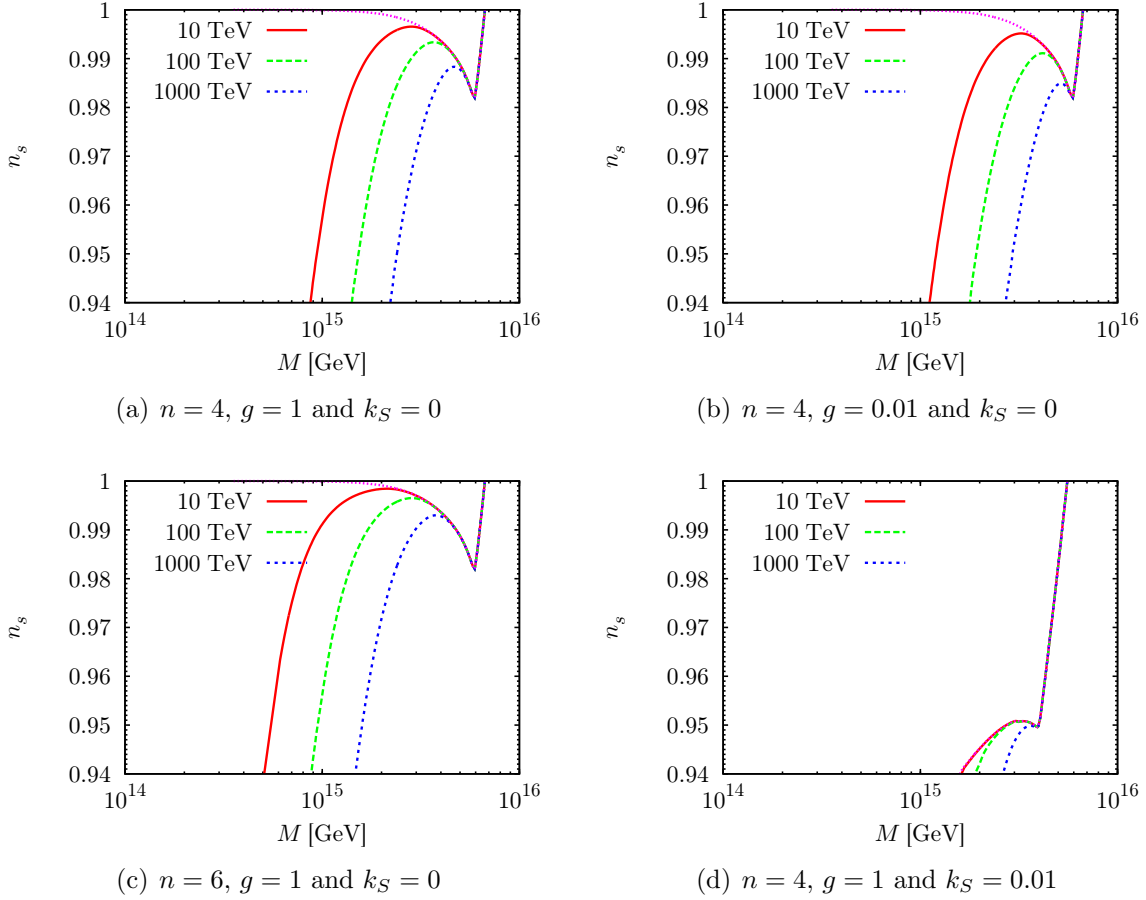 1
0.99
0.98
0.97
0.96
0.95
0.94
n_s
10 TeV
100 TeV
1000 TeV
10^14
10^15
10^16
M [GeV]
(a) n = 4, g = 1 and k_S = 0
1
0.99
0.98
0.97
0.96
0.95
0.94
n_s
10 TeV
100 TeV
1000 TeV
10^14
10^15
10^16
M [GeV]
(b) n = 4, g = 0.01 and k_S = 0
1
0.99
0.98
0.97
0.96
0.95
0.94
n_s
10 TeV
100 TeV
1000 TeV
10^14
10^15
10^16
M [GeV]
(c) n = 6, g = 1 and k_S = 0
1
0.99
0.98
0.97
0.96
0.95
0.94
n_s
10 TeV
100 TeV
1000 TeV
10^14
10^15
10^16
M [GeV]
(d) n = 4, g = 1 and k_S = 0.01